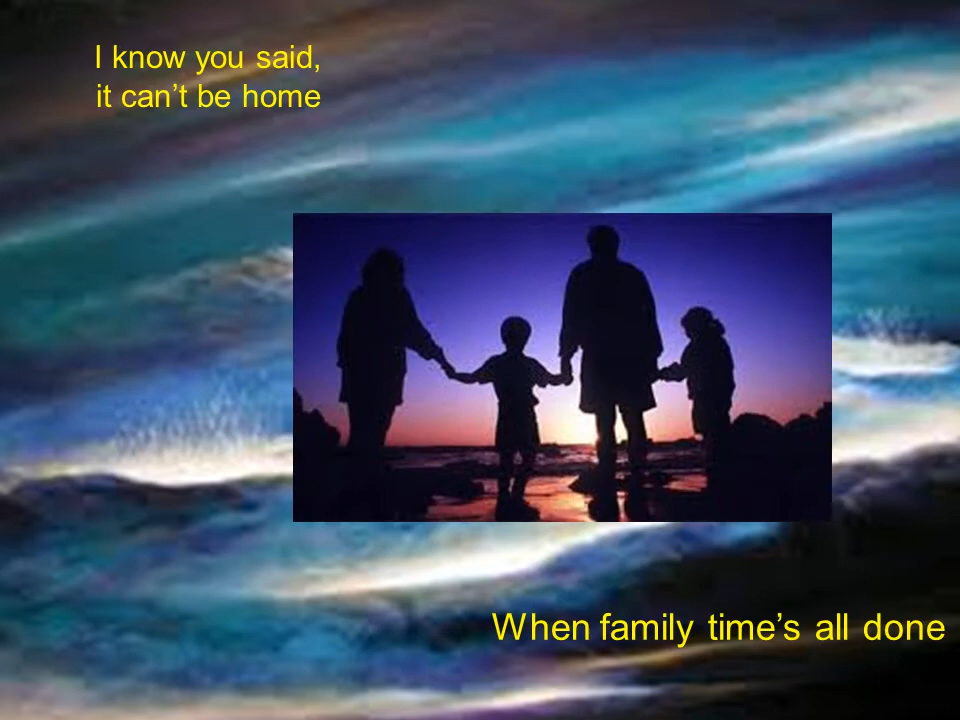 I know you said,
it can’t be home
When family time’s all done